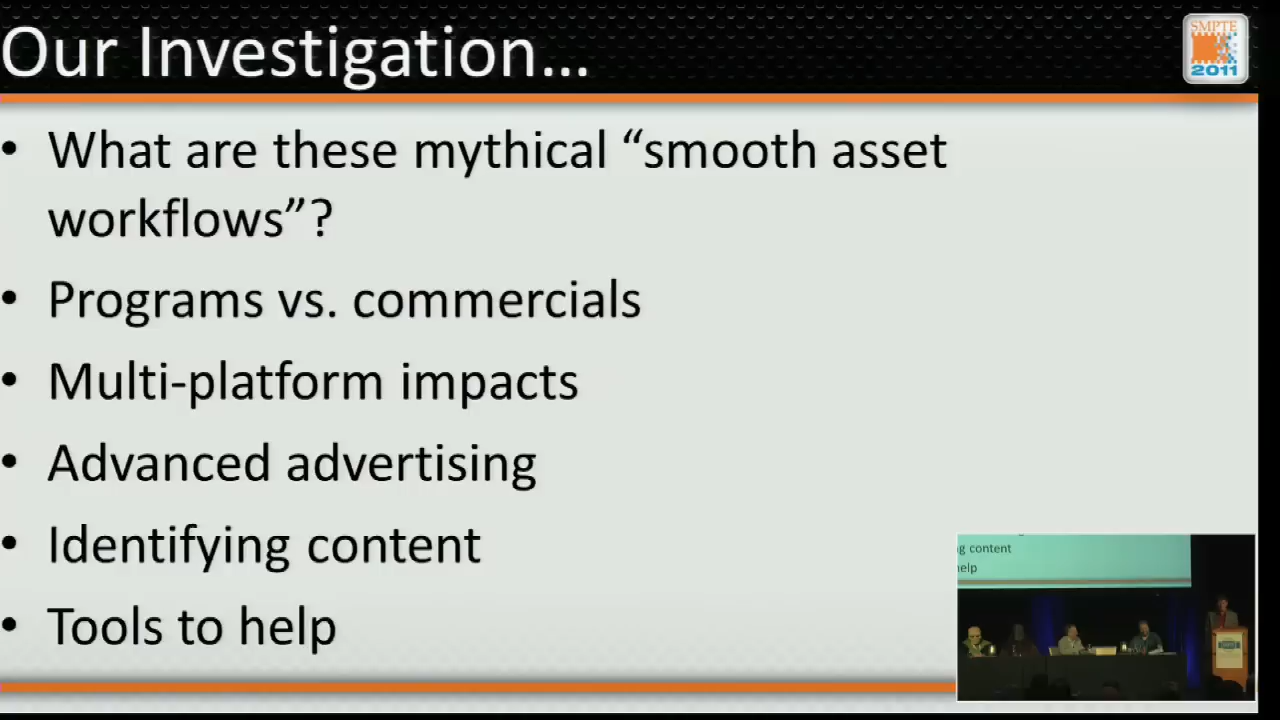 Our Investigation...
SMPTE
2011
• What are these mythical “smooth asset
workflows”?
• Programs vs. commercials
• Multi-platform impacts
• Advanced advertising
• Identifying content
• Tools to help
g content
help